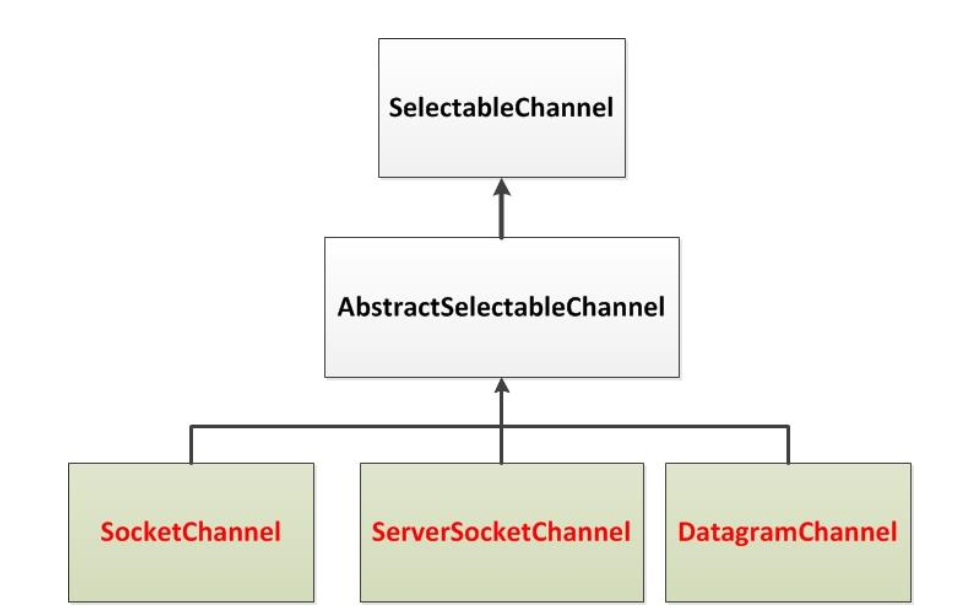 SelectableChannel
AbstractSelectableChannel
SocketChannel
ServerSocketChannel
DatagramChannel